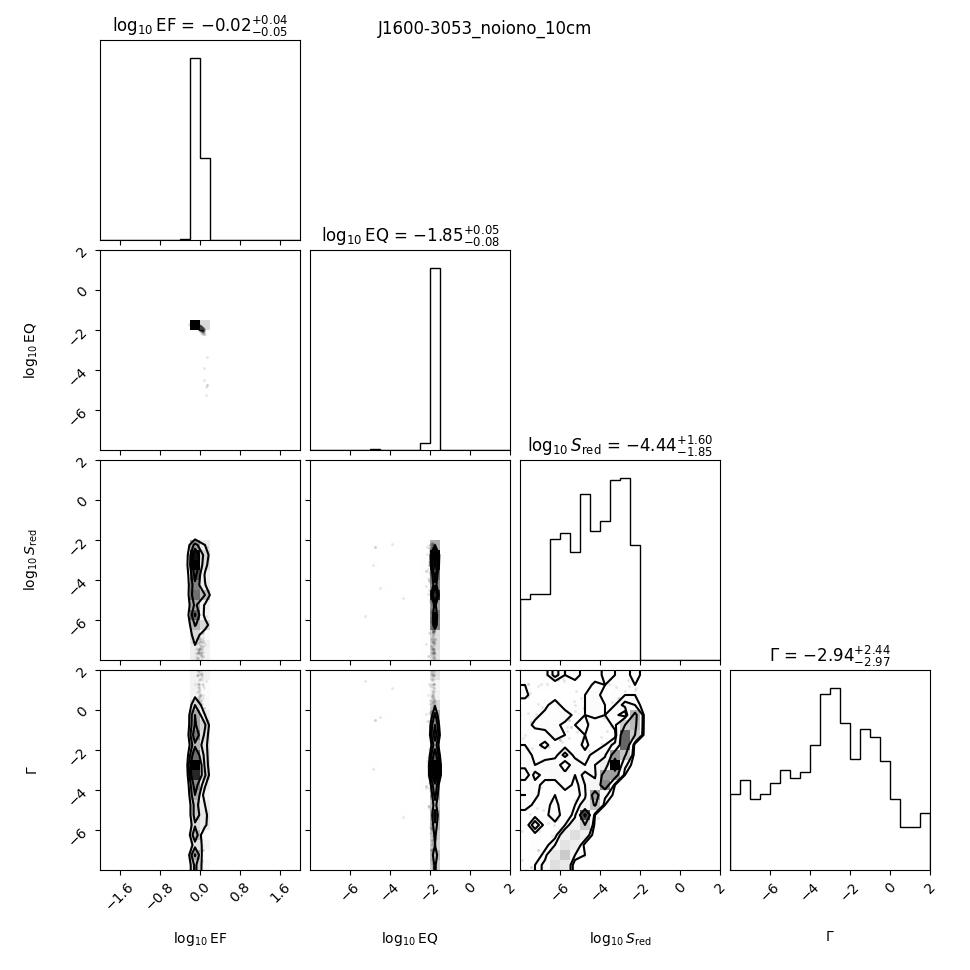 log₁₀ EF = −0.02+0.04−0.05
J1600-3053_noiono_10cm
log₁₀ EQ = −1.85+0.05−0.08
2
0
−2
−4
−6
log₁₀ EQ
log₁₀ Sred = −4.44+1.60−1.85
2
0
−2
−4
−6
log₁₀ Sred
Γ = −2.94+2.44−2.97
2
0
−2
−4
−6
Γ
−1.6 −0.8 0.0 0.8 1.6 −6 −4 −2 0 2 −6 −4 −2 0 2 −6 −4 −2 0 2
log₁₀ EF log₁₀ EQ log₁₀ Sred Γ